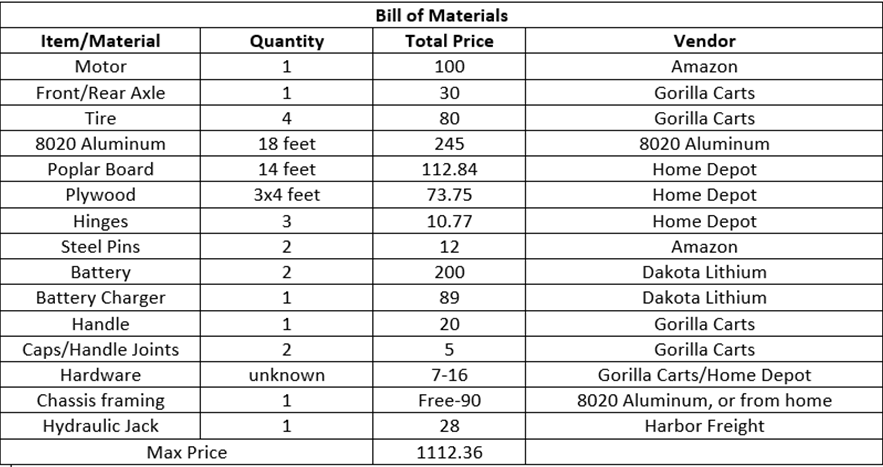 Bill of Materials
Item/Material Quantity Total Price Vendor
Motor 1 100 Amazon
Front/Rear Axle 1 30 Gorilla Carts
Tire 4 80 Gorilla Carts
8020 Aluminum 18 feet 245 8020 Aluminum
Poplar Board 14 feet 112.84 Home Depot
Plywood 3x4 feet 73.75 Home Depot
Hinges 3 10.77 Home Depot
Steel Pins 2 12 Amazon
Battery 2 200 Dakota Lithium
Battery Charger 1 89 Dakota Lithium
Handle 1 20 Gorilla Carts
Caps/Handle Joints 2 5 Gorilla Carts
Hardware unknown 7-16 Gorilla Carts/Home Depot
Chassis framing 1 Free-90 8020 Aluminum, or from home
Hydraulic Jack 1 28 Harbor Freight
Max Price 1112.36